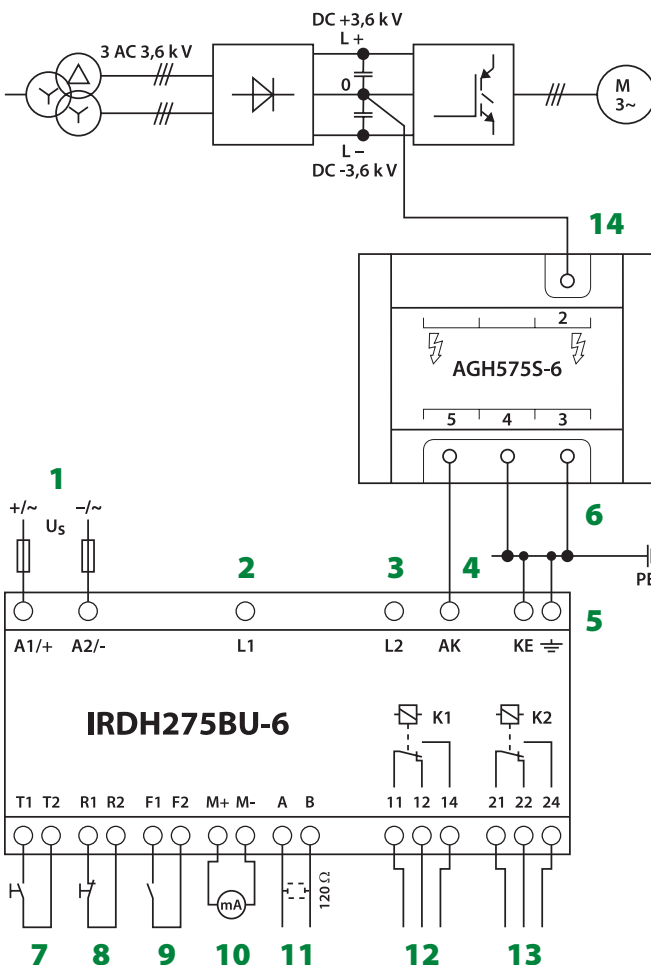 DC +3,6 k V
L +
3 AC 3,6 k V
0
M
3~
L –
DC -3,6 k V
14
2
AGH575S-6
5 4 3
1
+/~ –/~
US
6
2 3 4
PE
5
A1/+ A2/- L1 L2 AK KE
IRDH275BU-6
K1 K2
T1 T2 R1 R2 F1 F2 M+ M- A B 11 12 14 21 22 24
mA
120 Ω
7 8 9 10 11 12 13